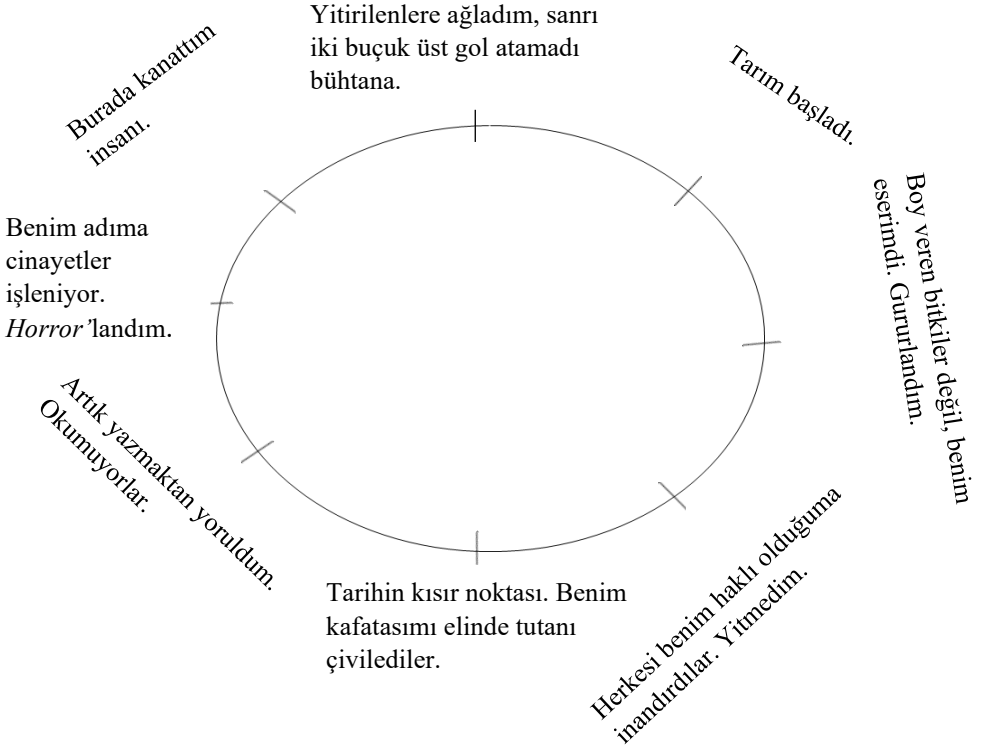 Yitirilenlere ağladım, sanrı
iki buçuk üst gol atamadı
bühtana.
Tarım başladı.
Boy veren bitkiler değil, benim
eserimdi. Gururlandım.
Herkesi benim haklı olduğuma
inandırdılar. Yitmedim.
Tarihin kısır noktası. Benim
kafatasımı elinde tutanı
çivilediler.
Artık yazmaktan yoruldum.
Okumuyorlar.
Benim adıma
cinayetler
işleniyor.
Horror’landım.
Burada kanattım
insanı.